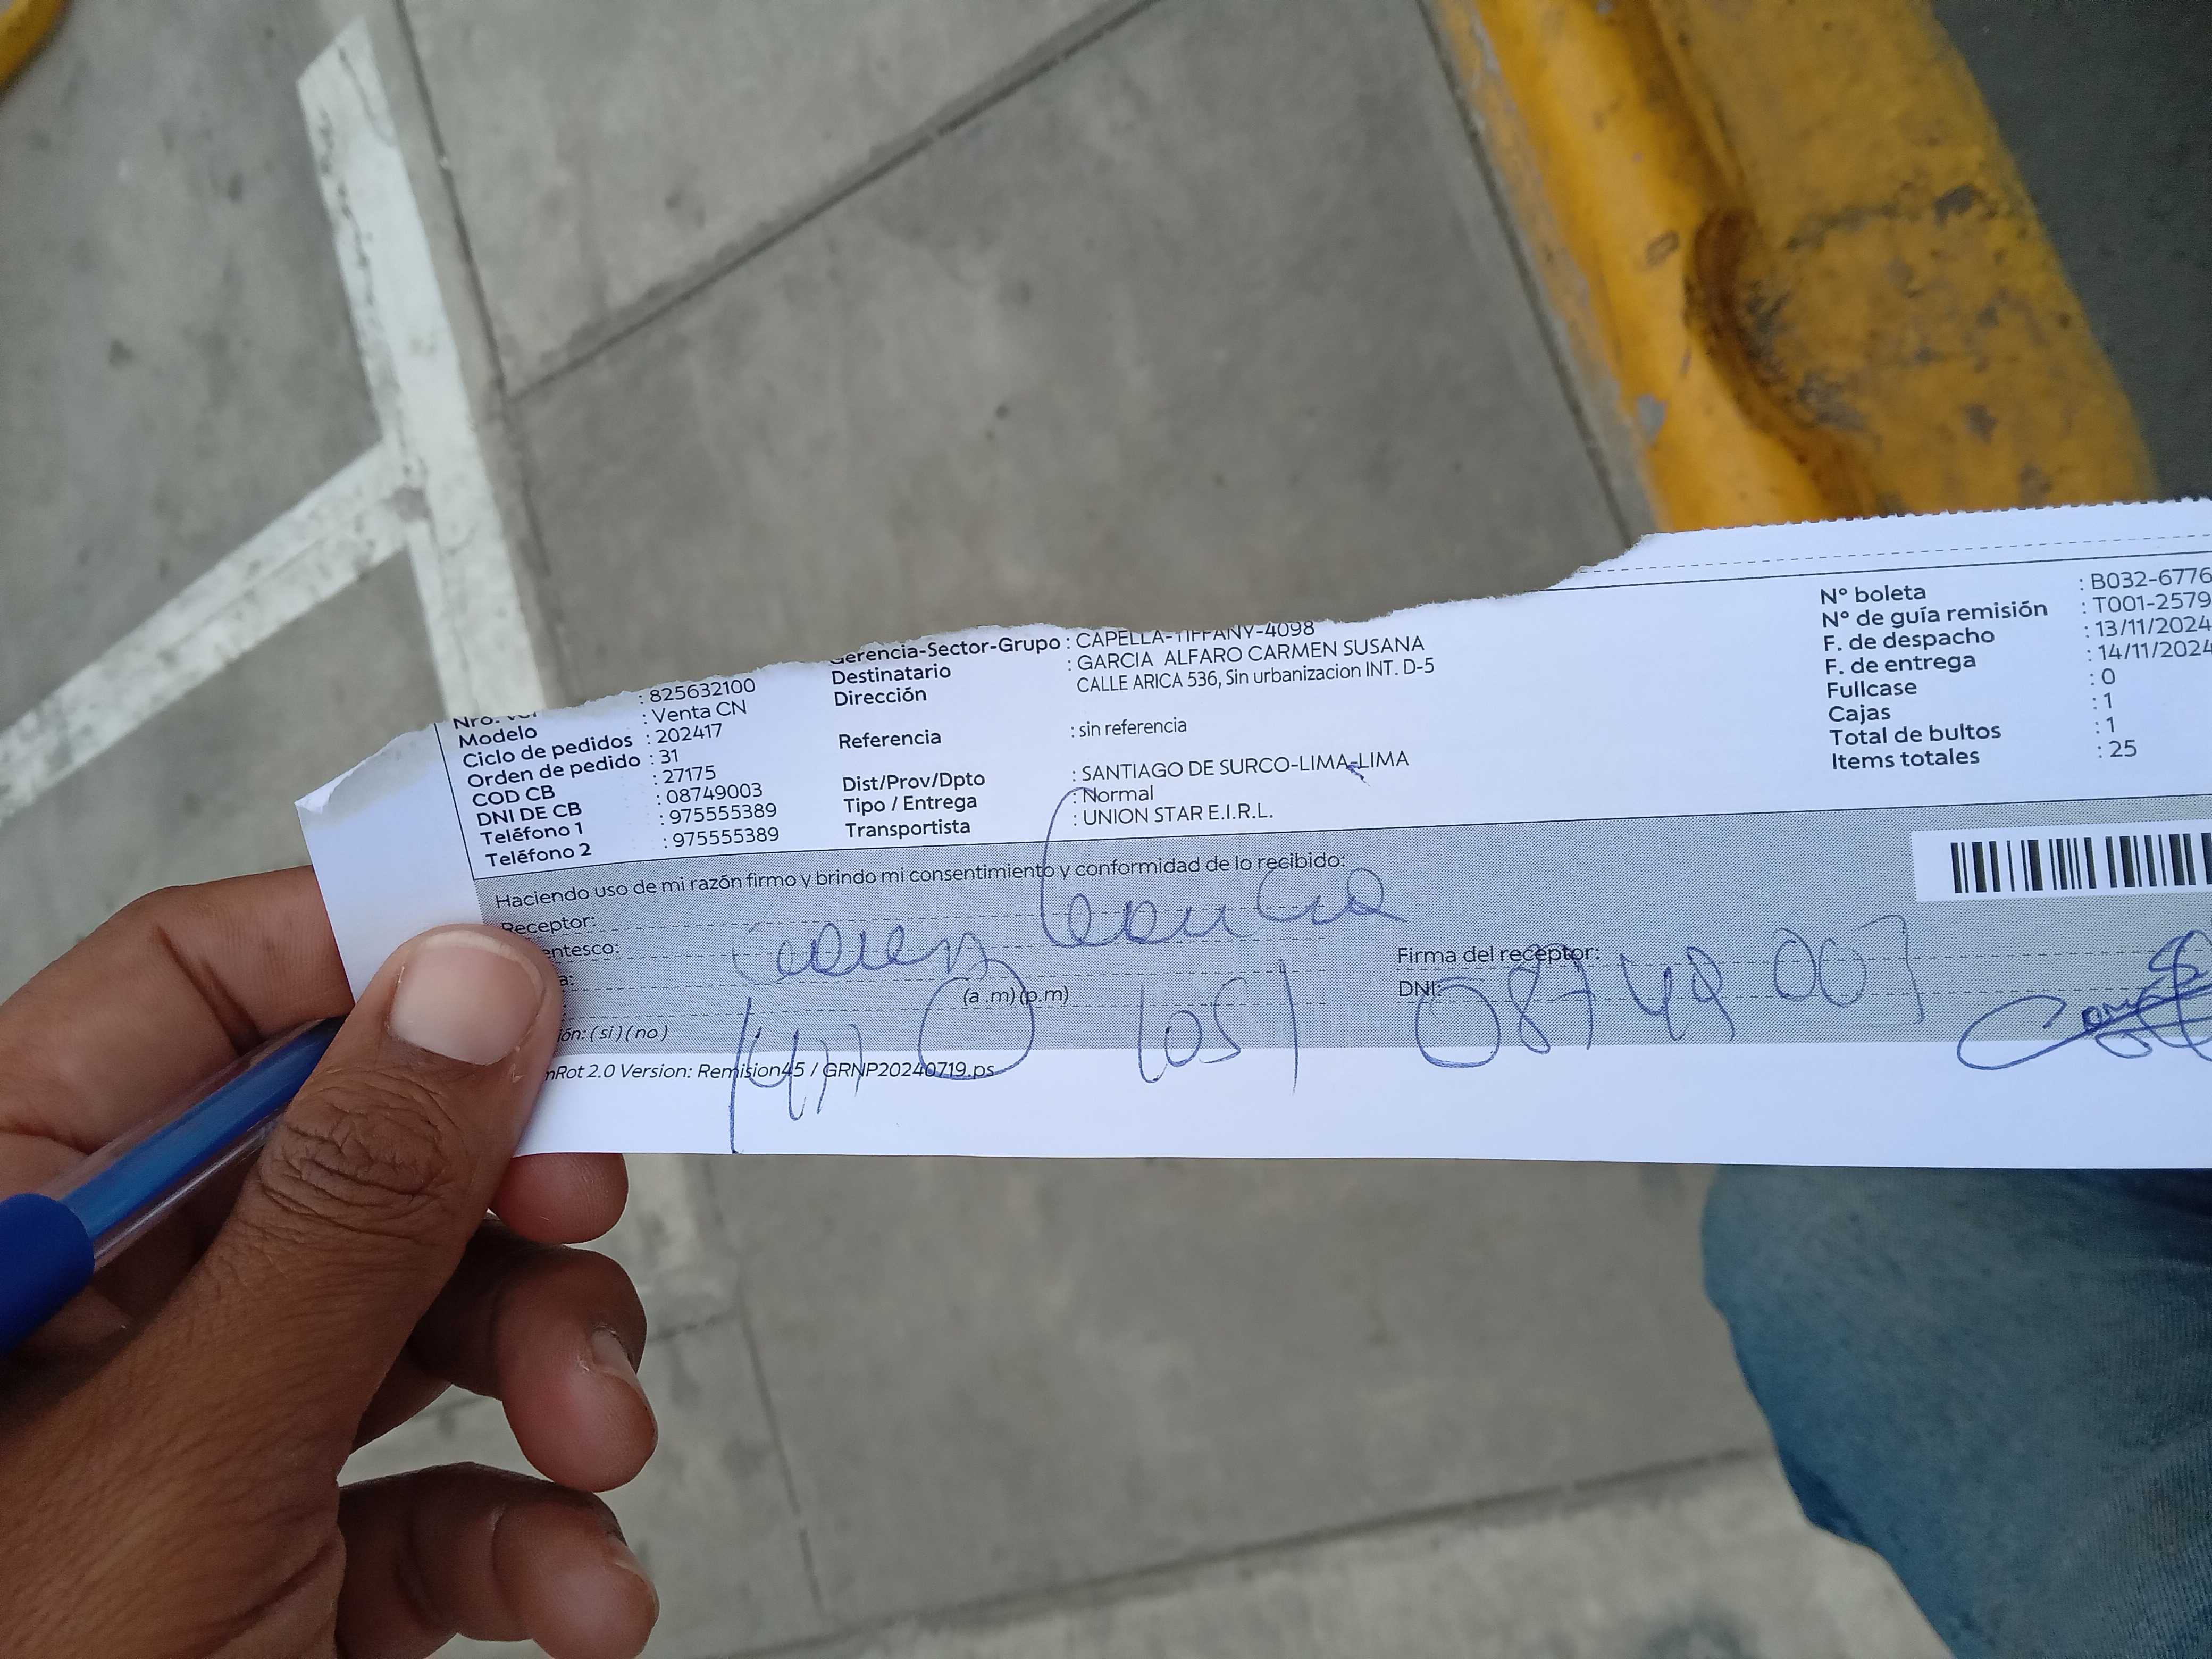 Gerencia-Sector-Grupo : CAPELLA-TIFFANY-4098
Destinatario : GARCIA ALFARO CARMEN SUSANA
Dirección CALLE ARICA 536, Sin urbanizacion INT. D-5
Referencia : sin referencia
Dist/Prov/Dpto : SANTIAGO DE SURCO-LIMA-LIMA
Tipo / Entrega : Normal
Transportista : UNION STAR E.I.R.L.
Nro. : 825632100
Modelo : Venta CN
Ciclo de pedidos : 202417
Orden de pedido : 31
COD CB : 27175
DNI DE CB : 08749003
Teléfono 1 : 975555389
Teléfono 2 : 975555389
N° boleta : B032-6776
N° de guía remisión : T001-2579
F. de despacho : 13/11/2024
F. de entrega : 14/11/2024
Fullcase : 0
Cajas : 1
Total de bultos : 1
Items totales : 25
Haciendo uso de mi razón firmo y brindo mi consentimiento y conformidad de lo recibido:
Receptor:
entesco:
a:
(a .m) (p.m)
ión: ( si ) ( no )
Firma del receptor:
DNI:
nRot 2.0 Version: Remision45 / GRNP20240719.ps